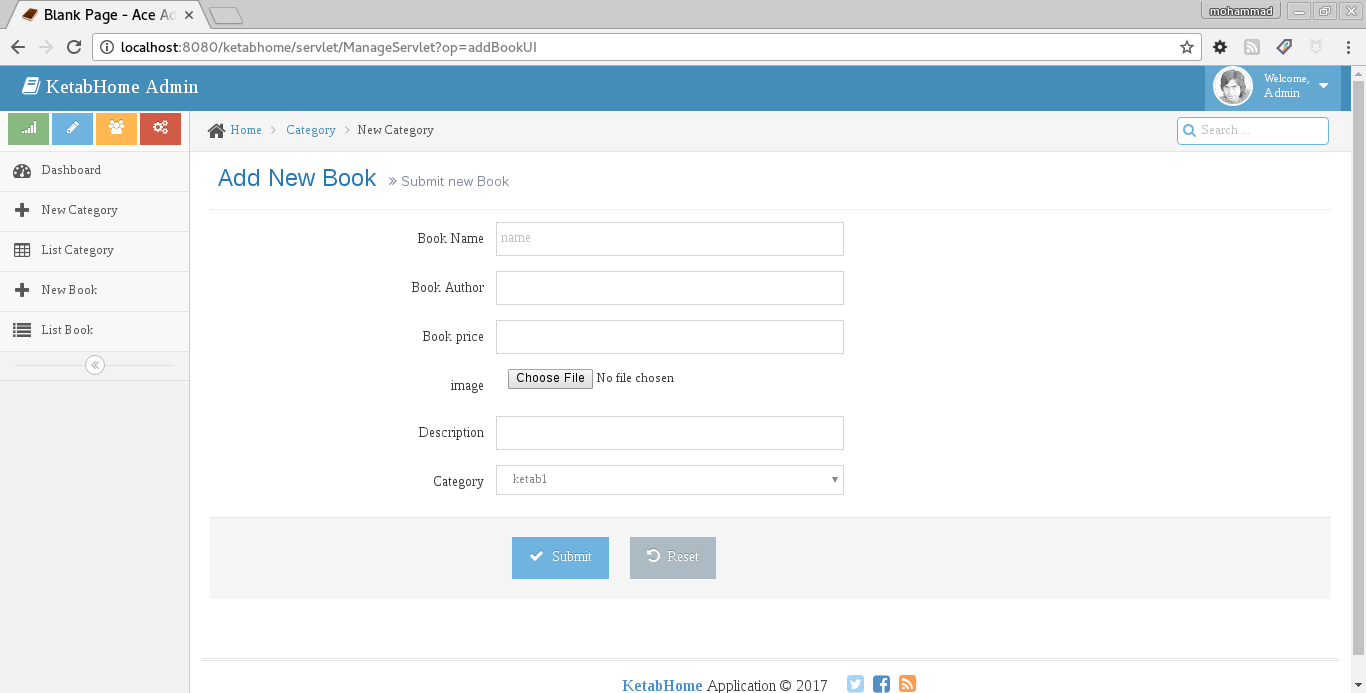 Blank Page - Ace Ad
mohammad
localhost:8080/ketabhome/servlet/ManageServlet?op=addBookUI
KetabHome Admin
Welcome,
Admin
Home
Category
New Category
Search ...
Dashboard
New Category
List Category
New Book
List Book
Add New Book » Submit new Book
Book Name
name
Book Author
Book price
image
Choose File No file chosen
Description
Category
ketab1
Submit
Reset
KetabHome Application © 2017